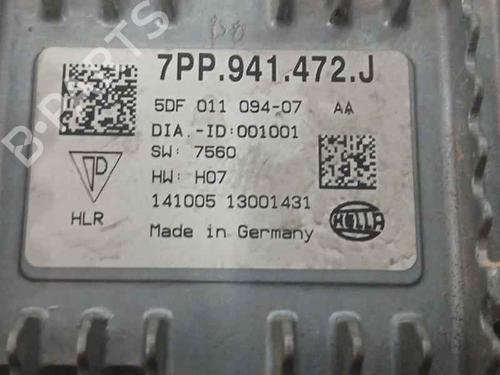 7PP.941.472.J
5DF 011 094-07 AA
DIA.-ID:001001
SW: 7560
HW: H07
TD
HLR
141005 13001431
Made in Germany
HELLA
B-PARTS